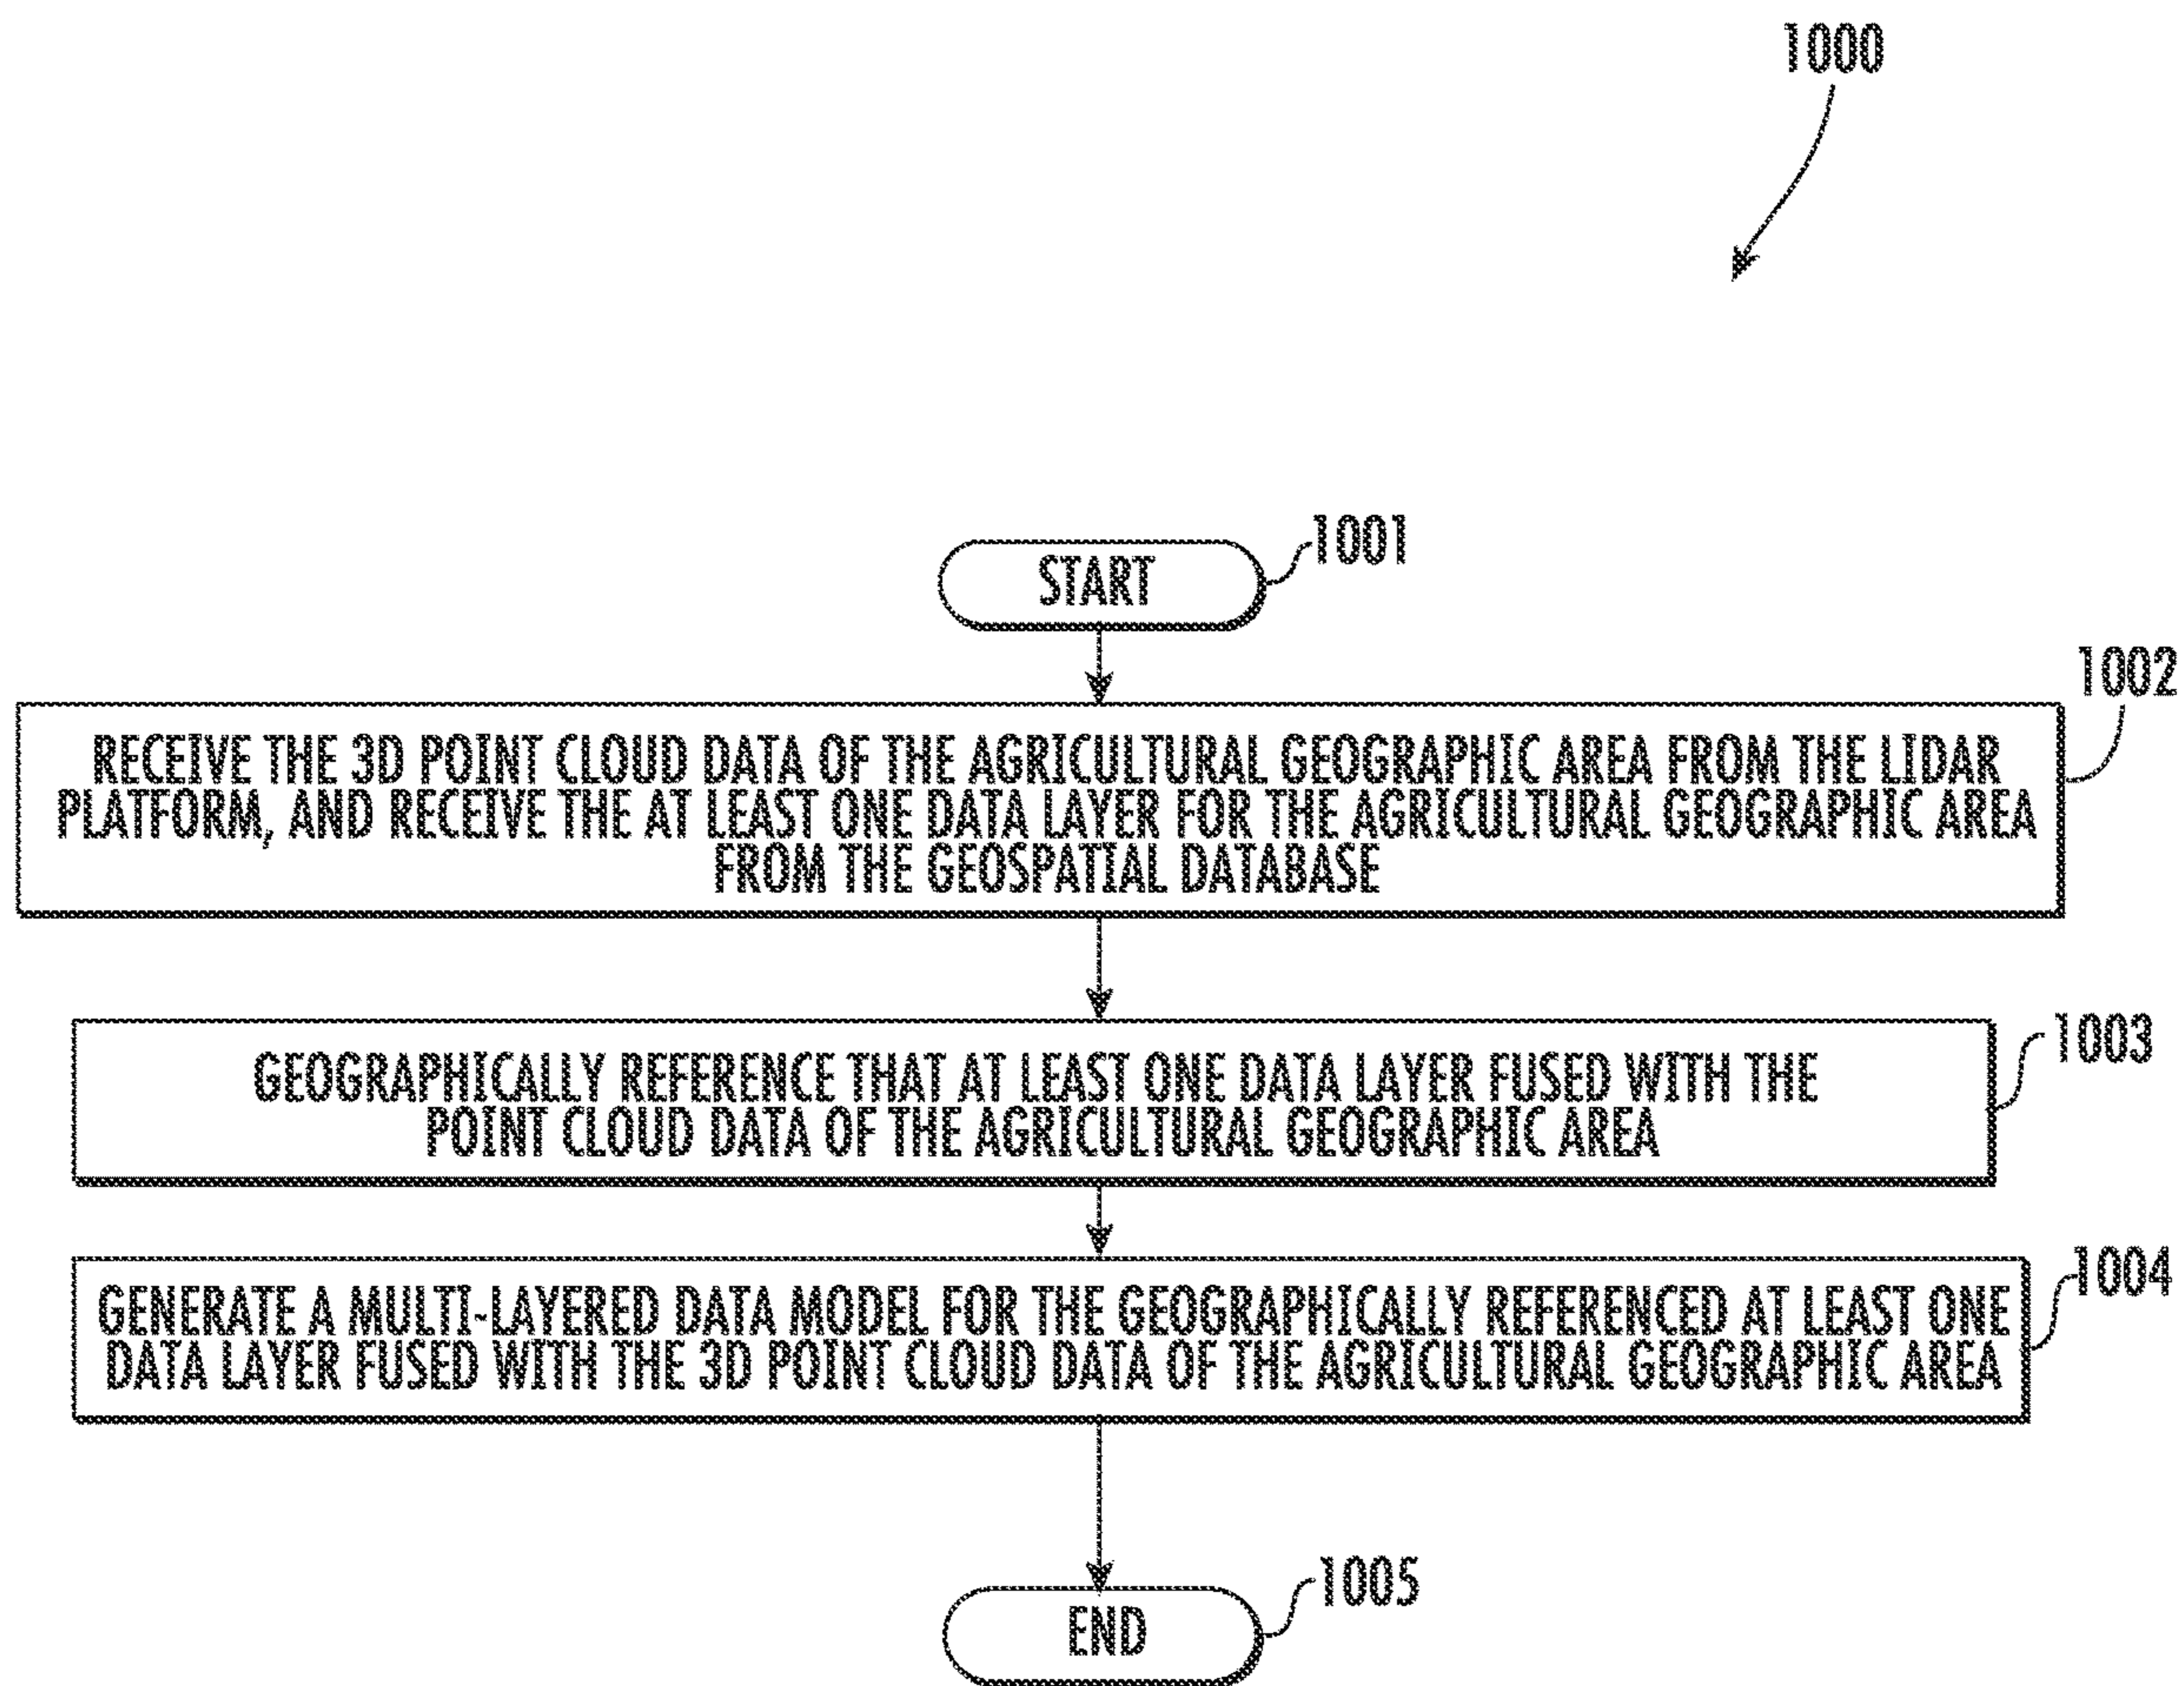 1000
START
1001
1002
RECEIVE THE 3D POINT CLOUD DATA OF THE AGRICULTURAL GEOGRAPHIC AREA FROM THE LIDAR
PLATFORM, AND RECEIVE THE AT LEAST ONE DATA LAYER FOR THE AGRICULTURAL GEOGRAPHIC AREA
FROM THE GEOSPATIAL DATABASE
1003
GEOGRAPHICALLY REFERENCE THAT AT LEAST ONE DATA LAYER FUSED WITH THE
POINT CLOUD DATA OF THE AGRICULTURAL GEOGRAPHIC AREA
1004
GENERATE A MULTI-LAYERED DATA MODEL FOR THE GEOGRAPHICALLY REFERENCED AT LEAST ONE
DATA LAYER FUSED WITH THE 3D POINT CLOUD DATA OF THE AGRICULTURAL GEOGRAPHIC AREA
1005
END